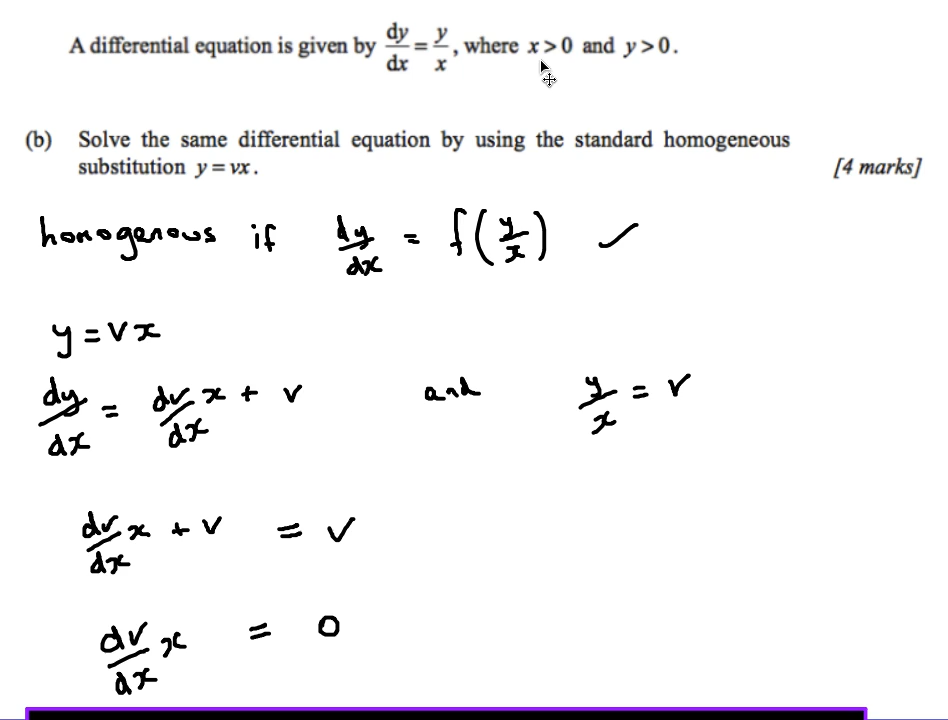 A differential equation is given by dy/dx = y/x, where x > 0 and y > 0.
(b) Solve the same differential equation by using the standard homogeneous
substitution y = vx. [4 marks]
homogenous if dy/dx = f(y/x) ✓
y = vx
dy/dx = dv/dx x + v and y/x = v
dv/dx x + v = v
dv/dx x = 0